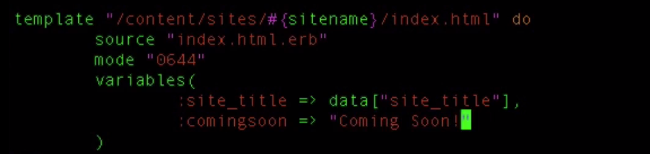 template "/content/sites/#{sitename}/index.html" do
source "index.html.erb"
mode "0644"
variables(
:site_title => data["site_title"],
:comingsoon => "Coming Soon!"
)